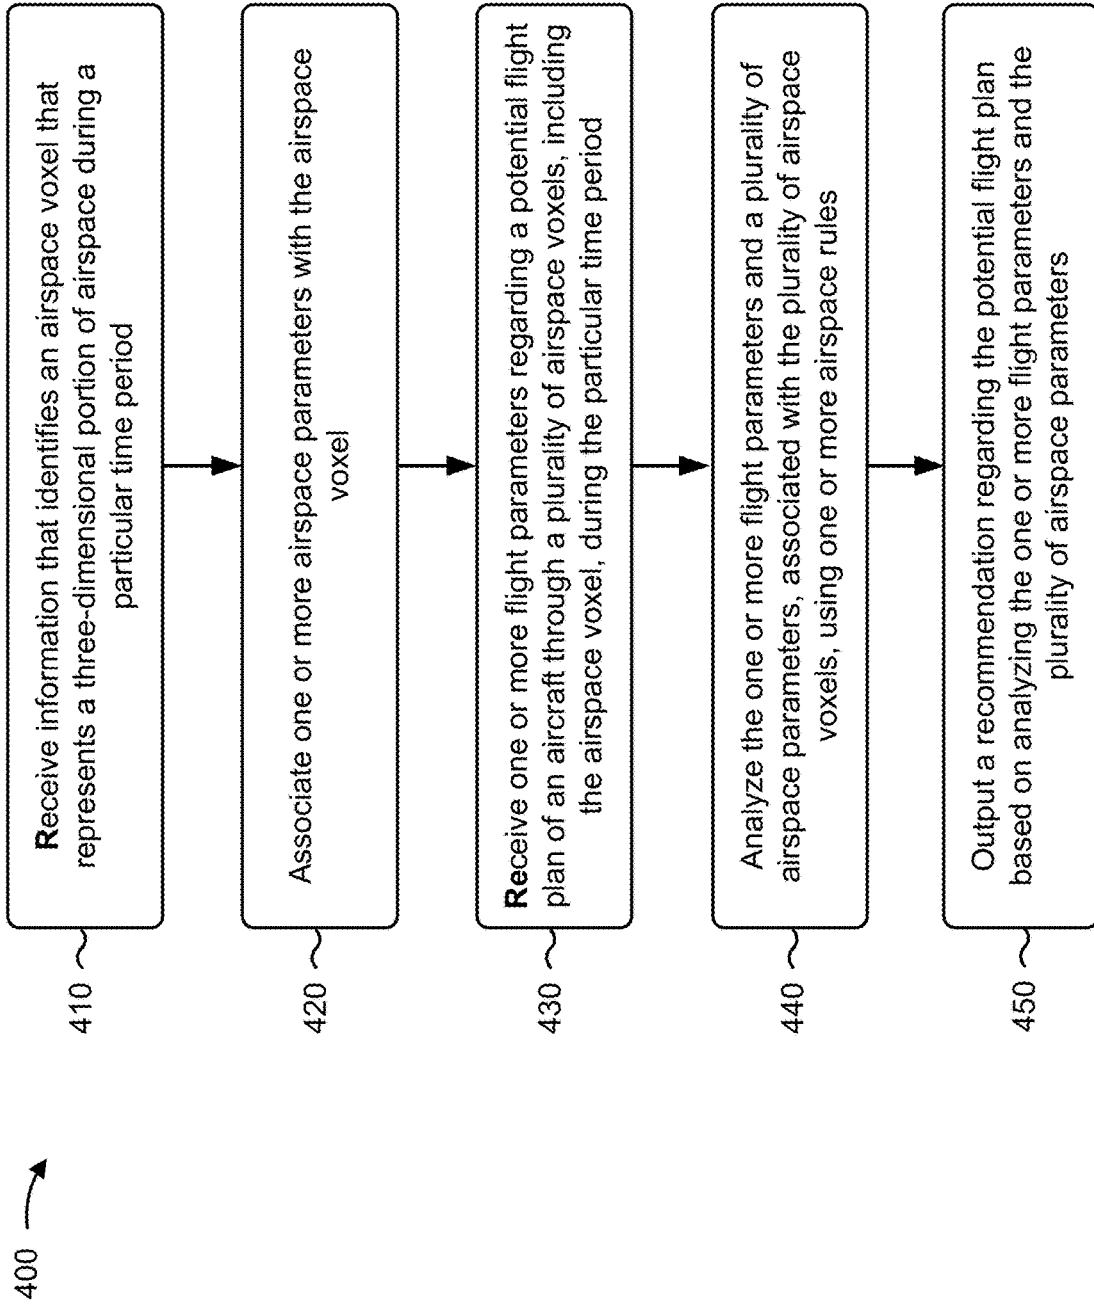 400
410
Receive information that identifies an airspace voxel that
represents a three-dimensional portion of airspace during a
particular time period
420
Associate one or more airspace parameters with the airspace
voxel
430
Receive one or more flight parameters regarding a potential flight
plan of an aircraft through a plurality of airspace voxels, including
the airspace voxel, during the particular time period
440
Analyze the one or more flight parameters and a plurality of
airspace parameters, associated with the plurality of airspace
voxels, using one or more airspace rules
450
Output a recommendation regarding the potential flight plan
based on analyzing the one or more flight parameters and the
plurality of airspace parameters